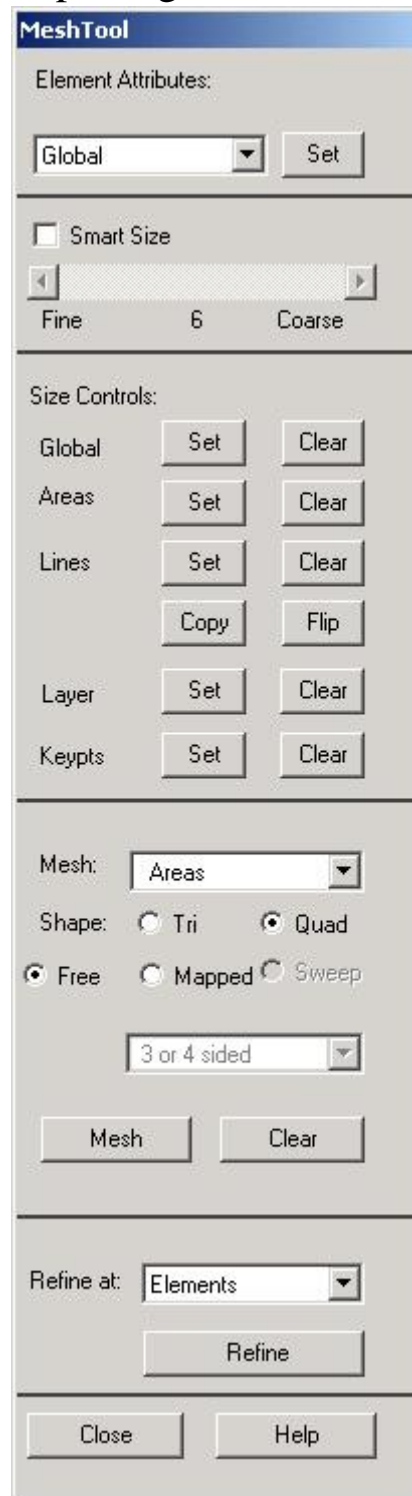 MeshTool
Element Attributes:
Global Set
Smart Size
Fine 6 Coarse
Size Controls:
Global Set Clear
Areas Set Clear
Lines Set Clear
Copy Flip
Layer Set Clear
Keypts Set Clear
Mesh: Areas
Shape: Tri Quad
Free Mapped Sweep
3 or 4 sided
Mesh Clear
Refine at: Elements
Refine
Close Help